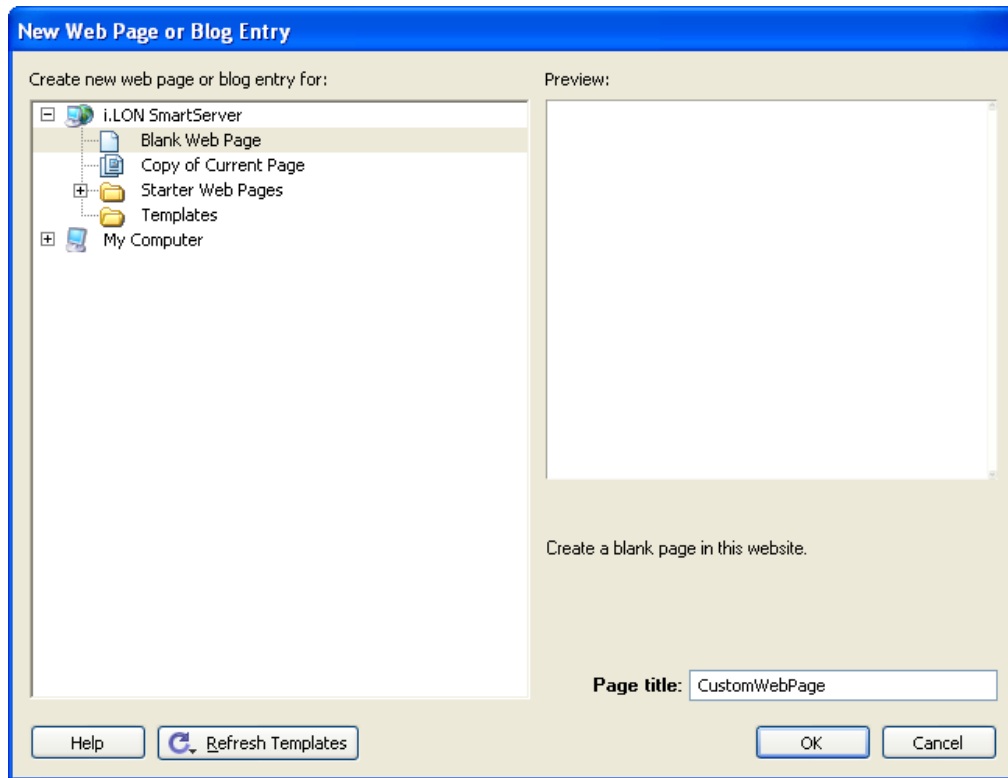 New Web Page or Blog Entry
Create new web page or blog entry for:
i.LON SmartServer
Blank Web Page
Copy of Current Page
Starter Web Pages
Templates
My Computer
Preview:
Create a blank page in this website.
Page title: CustomWebPage
Help Refresh Templates OK Cancel